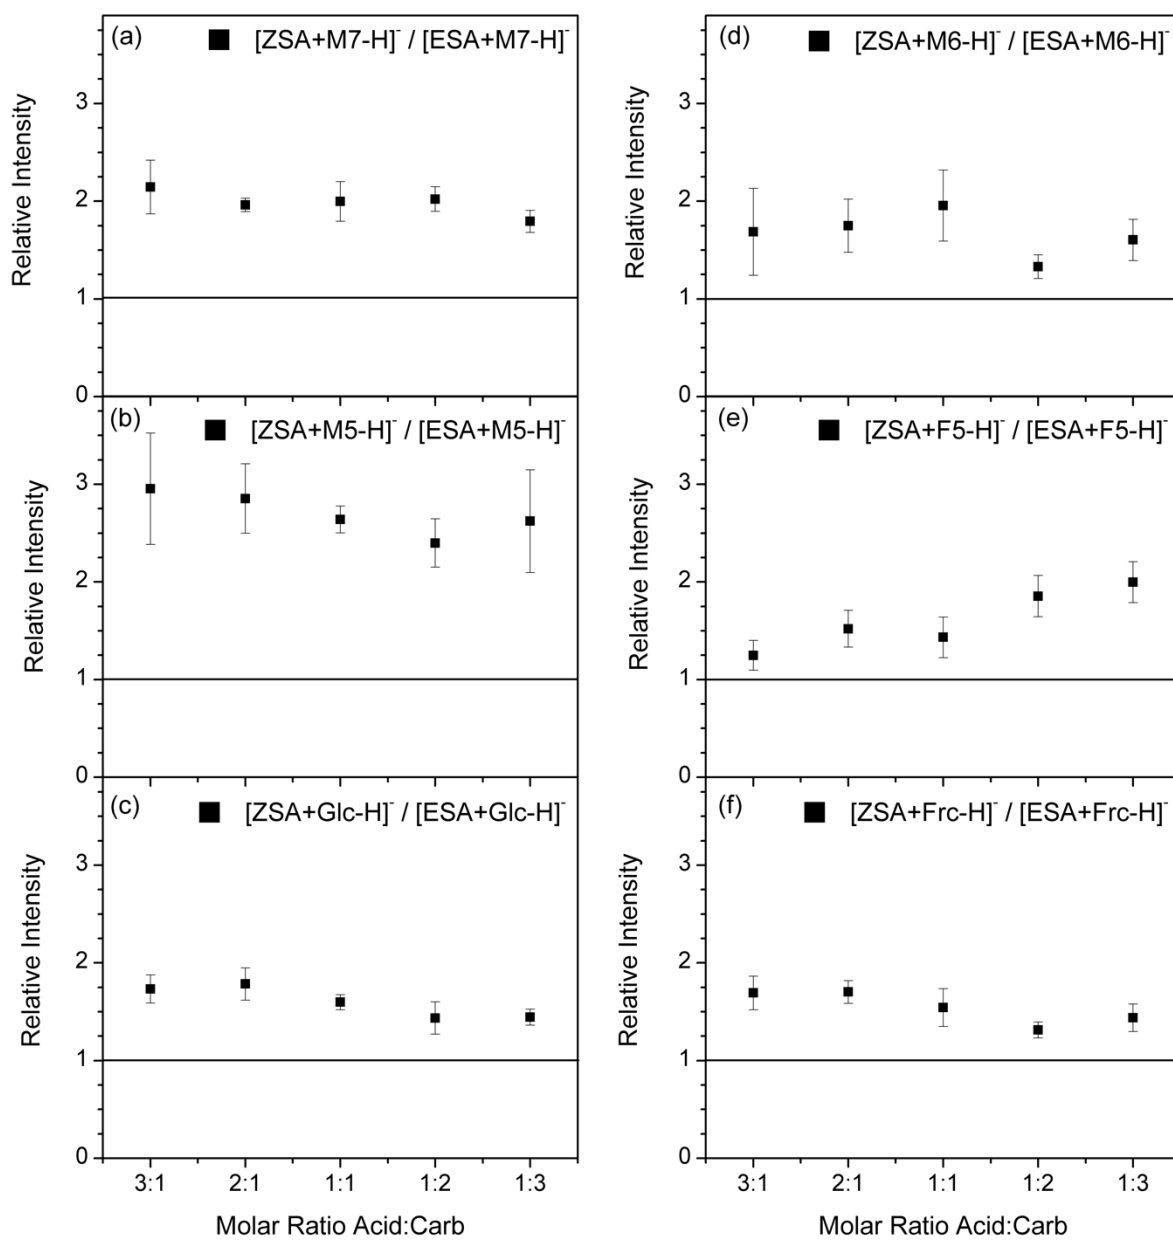 (a) ■ [ZSA+M7-H]⁻ / [ESA+M7-H]⁻
Relative Intensity
3
2
1
0
(b) ■ [ZSA+M5-H]⁻ / [ESA+M5-H]⁻
Relative Intensity
3
2
1
0
(c) ■ [ZSA+Glc-H]⁻ / [ESA+Glc-H]⁻
Relative Intensity
3
2
1
0
3:1 2:1 1:1 1:2 1:3
Molar Ratio Acid:Carb
(d) ■ [ZSA+M6-H]⁻ / [ESA+M6-H]⁻
Relative Intensity
3
2
1
0
(e) ■ [ZSA+F5-H]⁻ / [ESA+F5-H]⁻
Relative Intensity
3
2
1
0
(f) ■ [ZSA+Frc-H]⁻ / [ESA+Frc-H]⁻
Relative Intensity
3
2
1
0
3:1 2:1 1:1 1:2 1:3
Molar Ratio Acid:Carb